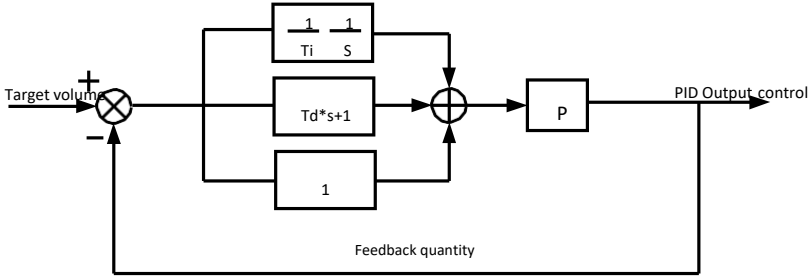 1 1
Ti S
+
Target volume
PID Output control
Td*s+1
P
−
1
Feedback quantity